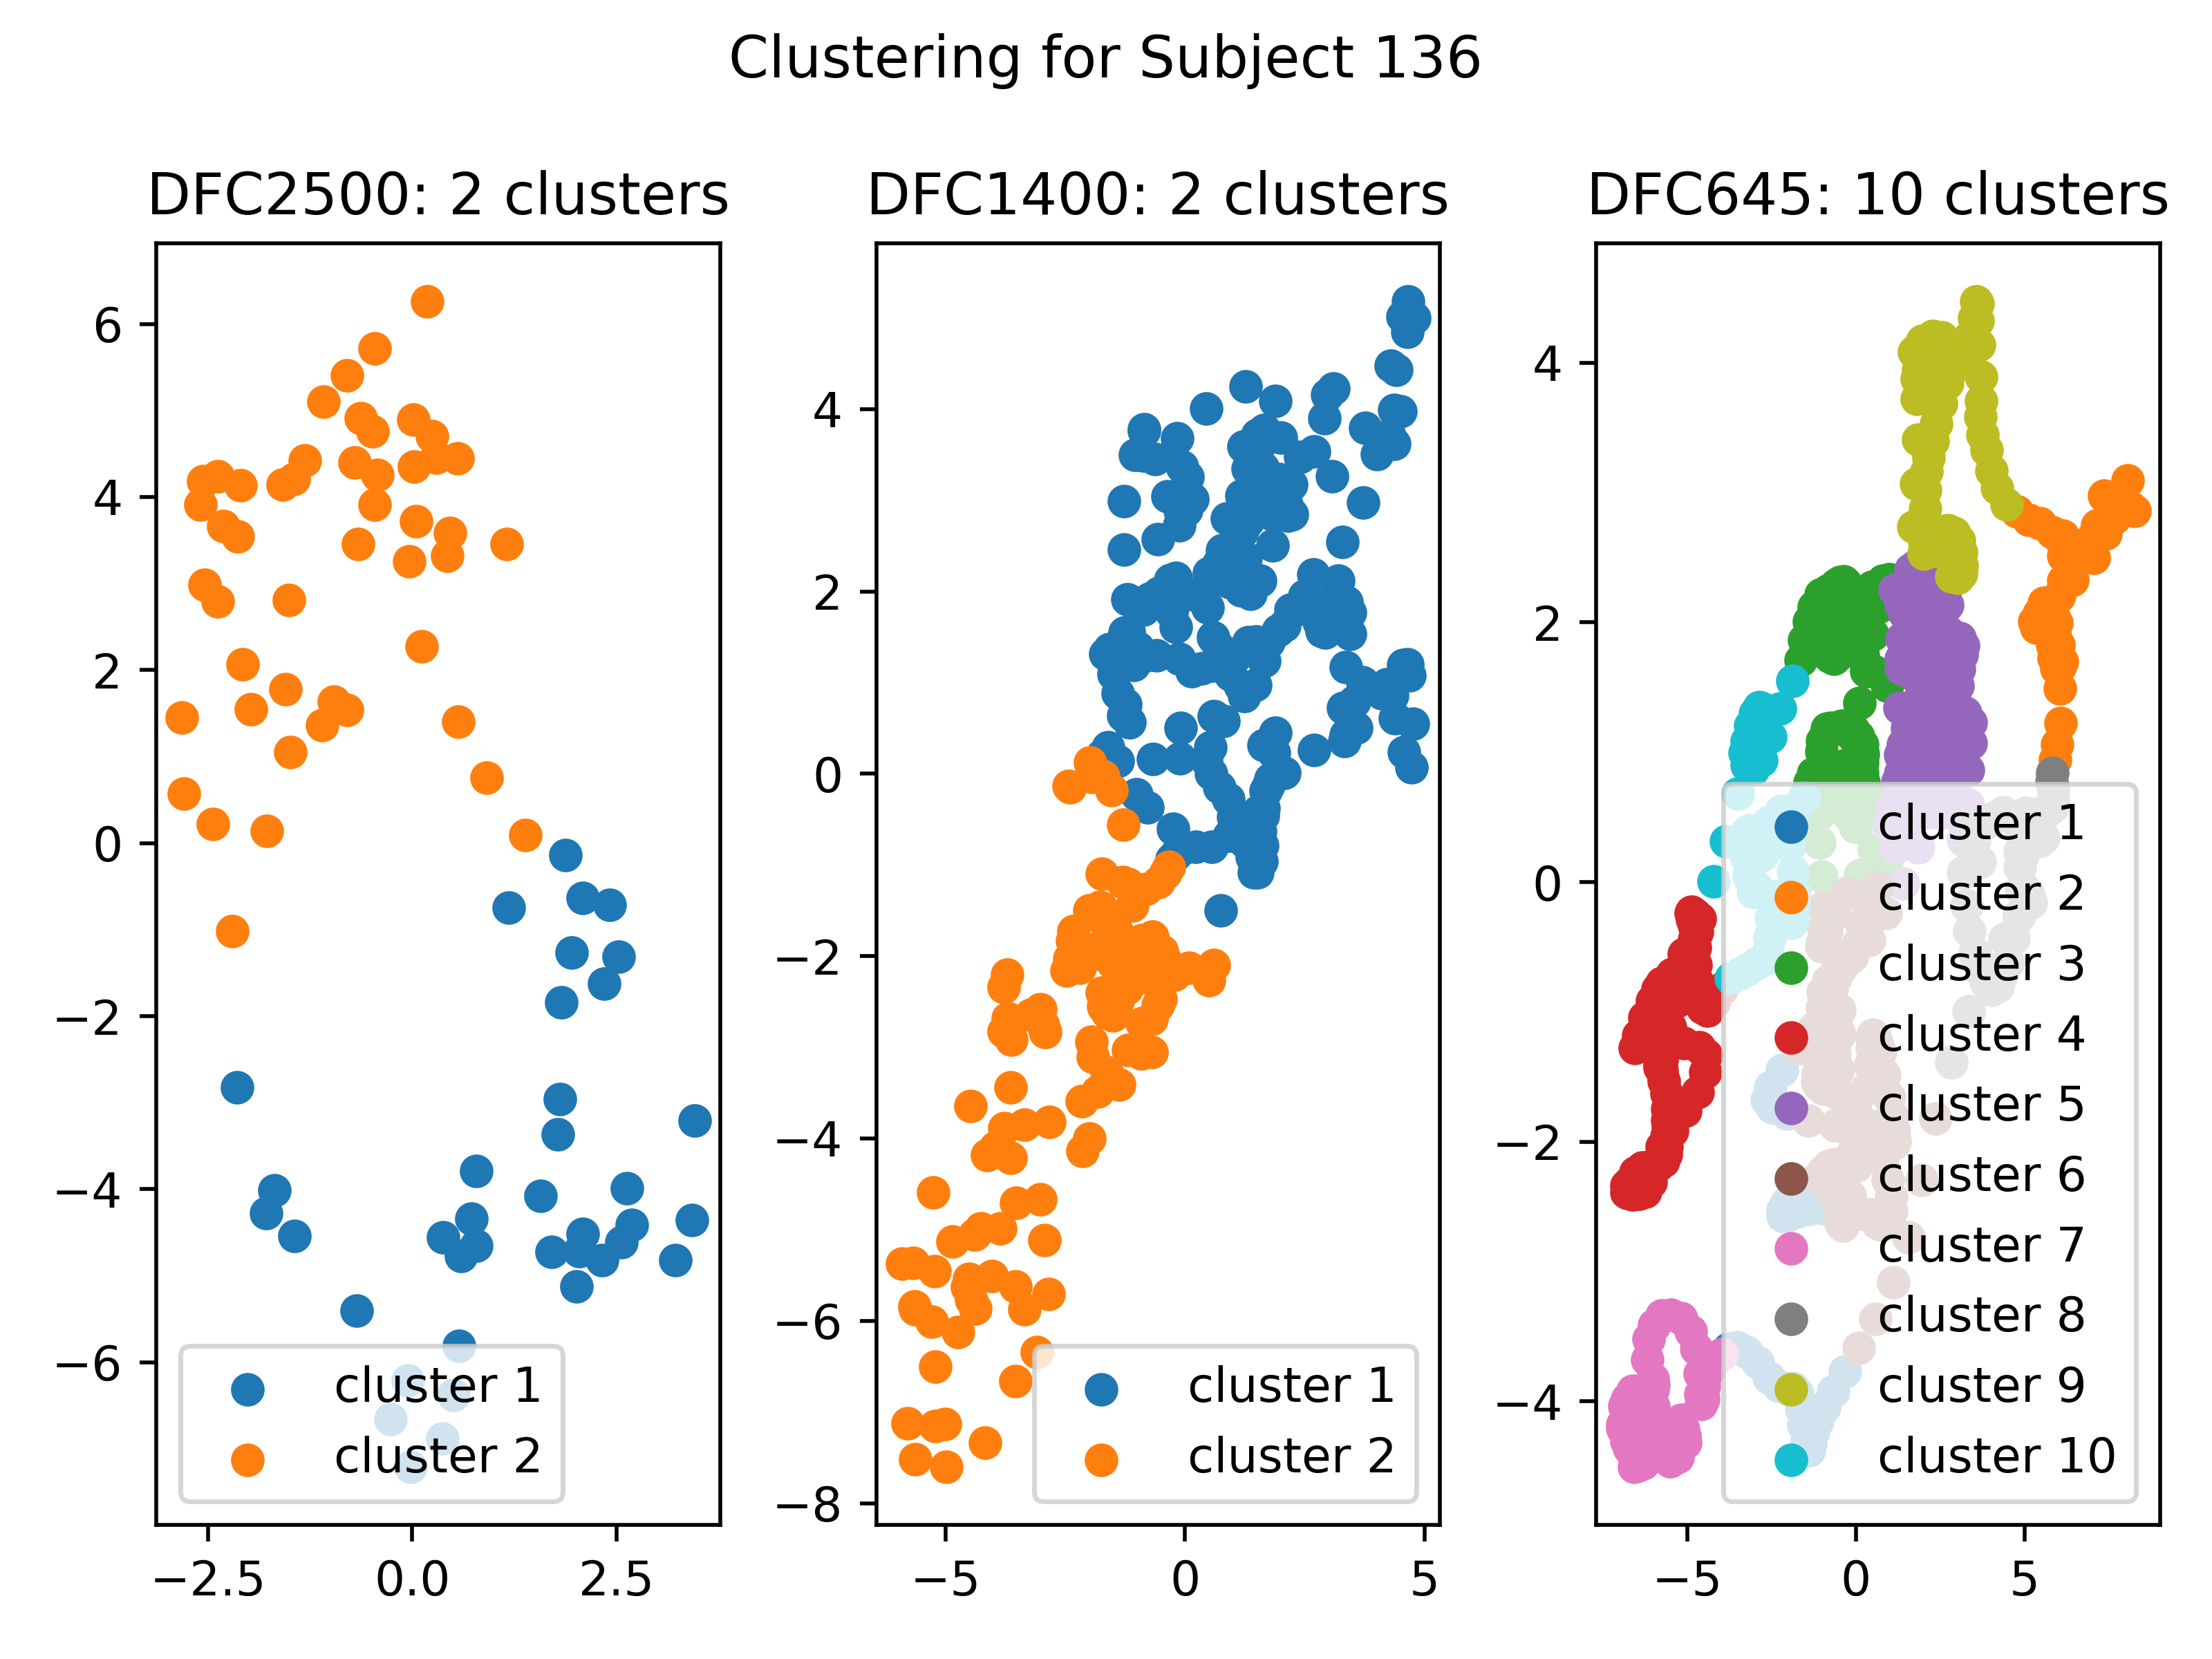 Clustering for Subject 136
DFC2500: 2 clusters
6
4
2
0
−2
−4
−6
−2.5 0.0 2.5
cluster 1
cluster 2
DFC1400: 2 clusters
4
2
0
−2
−4
−6
−8
−5 0 5
cluster 1
cluster 2
DFC645: 10 clusters
4
2
0
−2
−4
−5 0 5
cluster 1
cluster 2
cluster 3
cluster 4
cluster 5
cluster 6
cluster 7
cluster 8
cluster 9
cluster 10